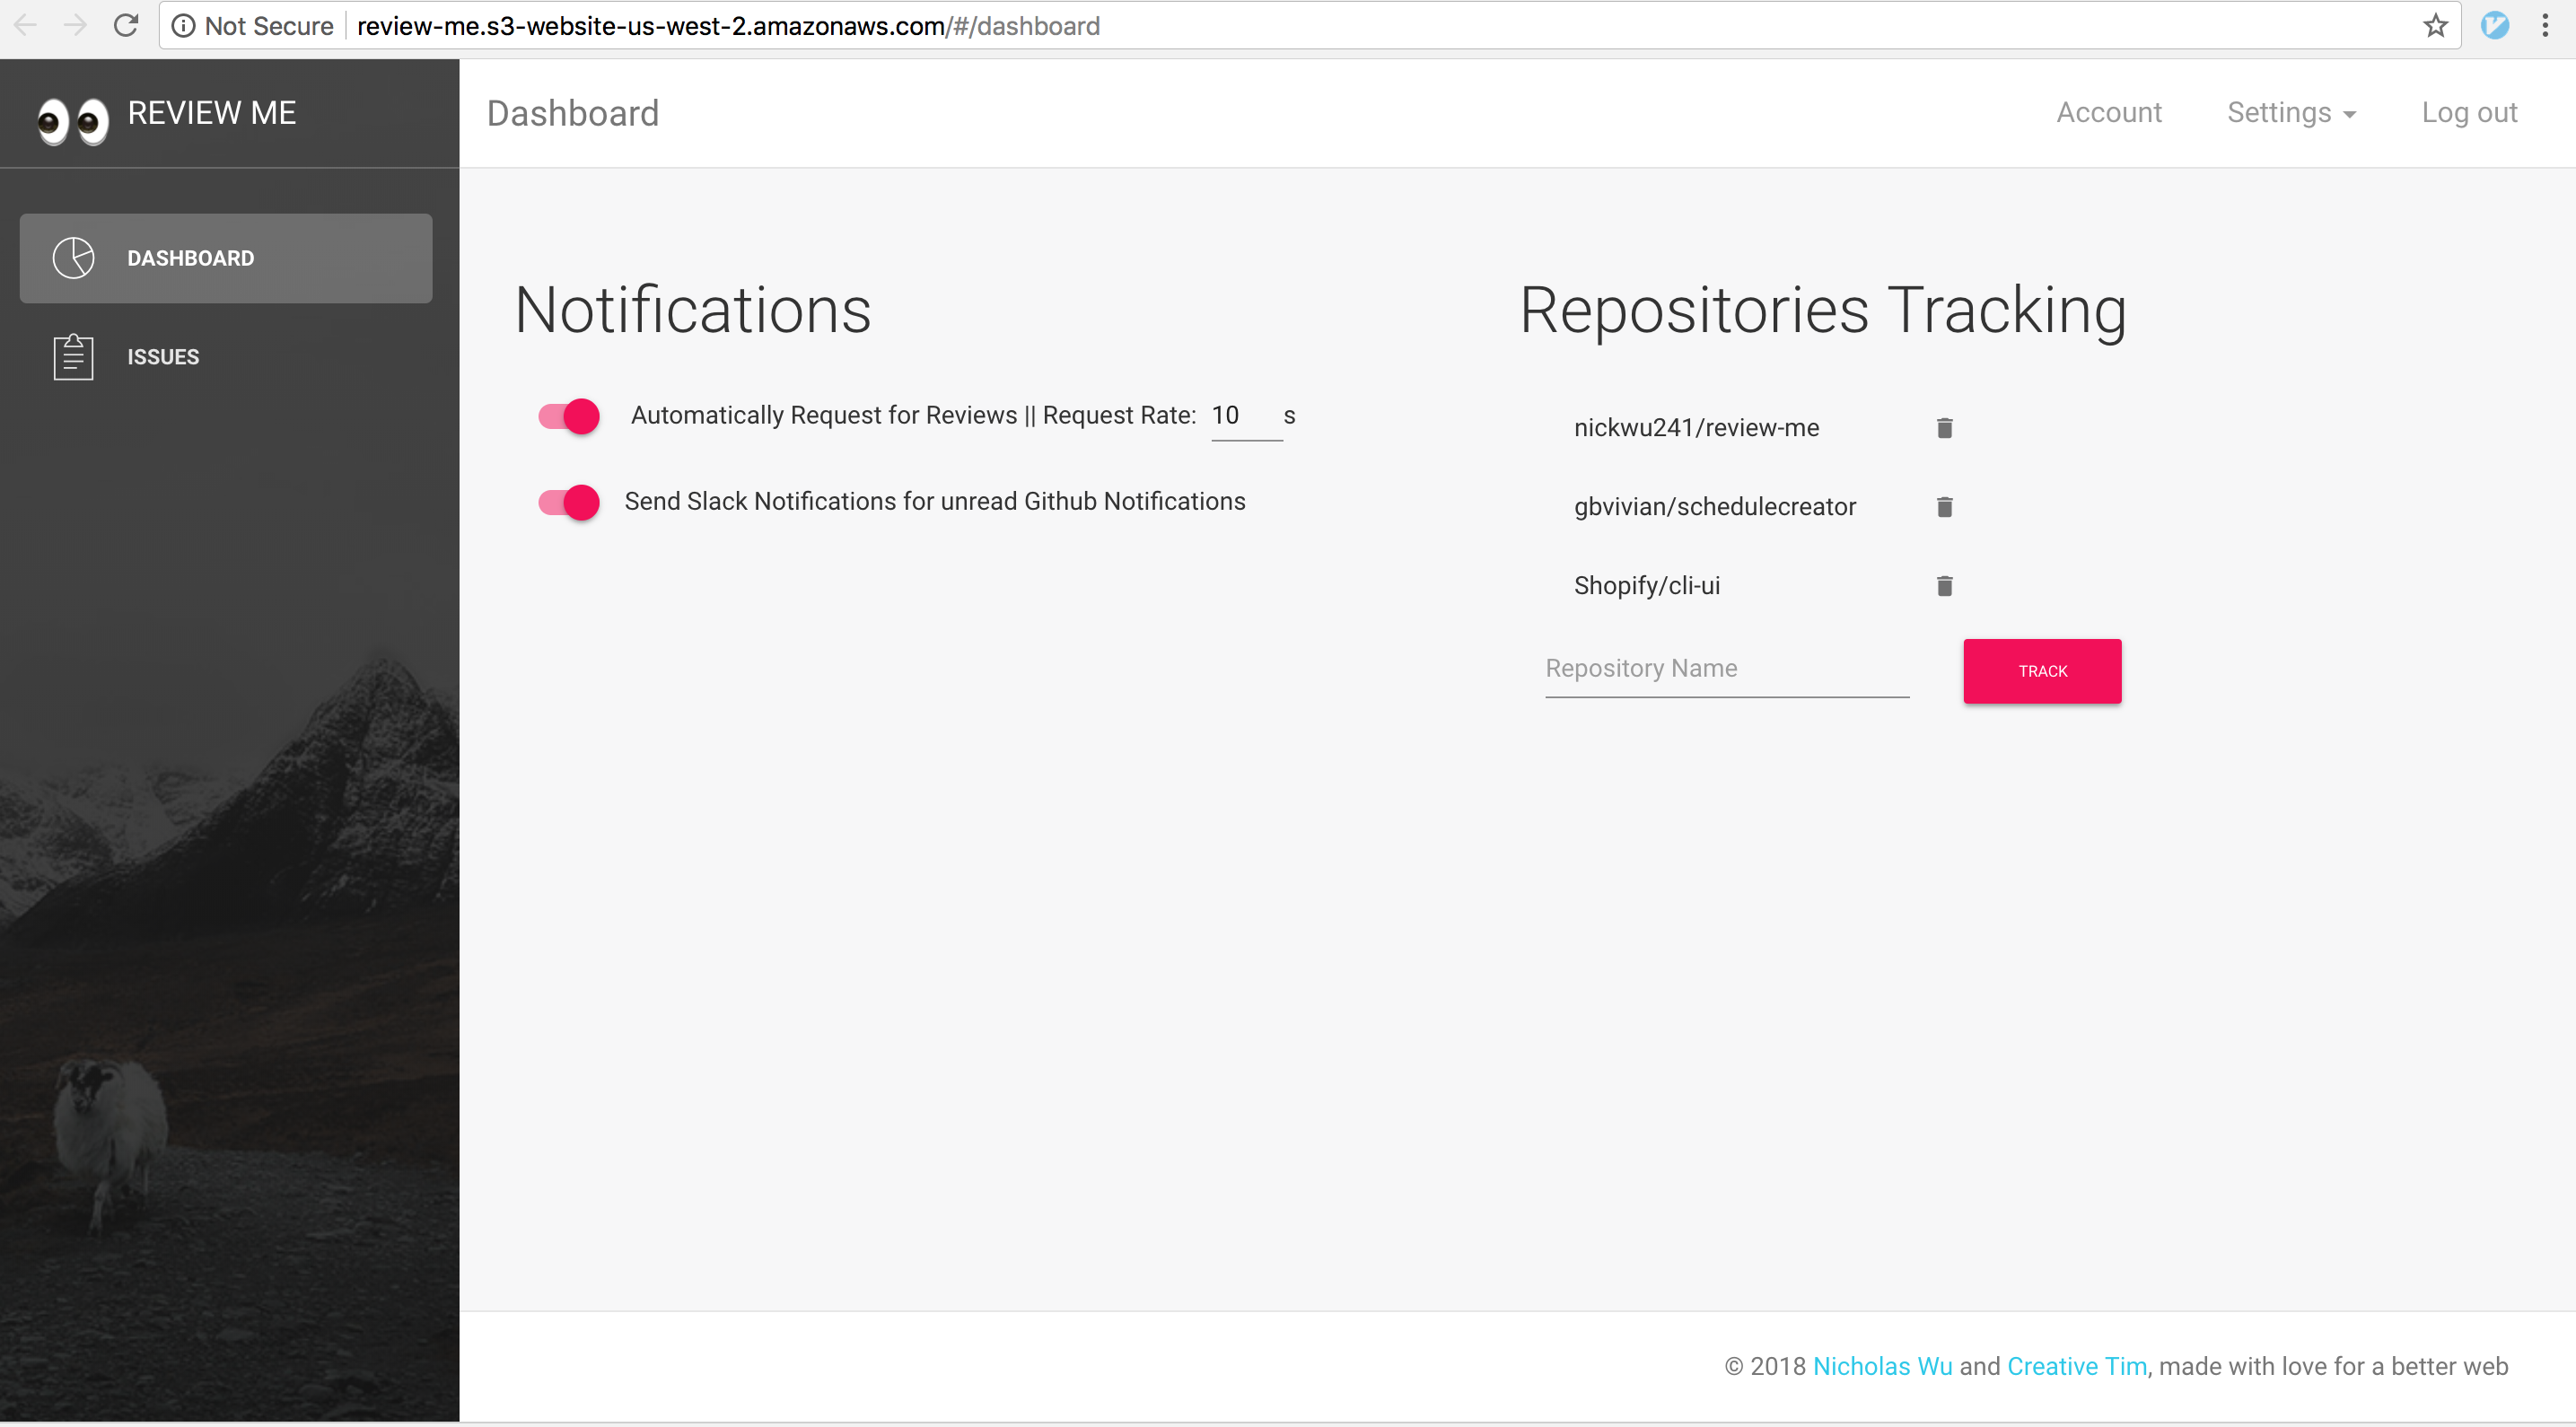 Not Secure review-me.s3-website-us-west-2.amazonaws.com/#/dashboard
REVIEW ME
Dashboard
Account Settings Log out
DASHBOARD
ISSUES
Notifications
Automatically Request for Reviews || Request Rate: 10 s
Send Slack Notifications for unread Github Notifications
Repositories Tracking
nickwu241/review-me
gbvivian/schedulecreator
Shopify/cli-ui
Repository Name TRACK
© 2018 Nicholas Wu and Creative Tim, made with love for a better web